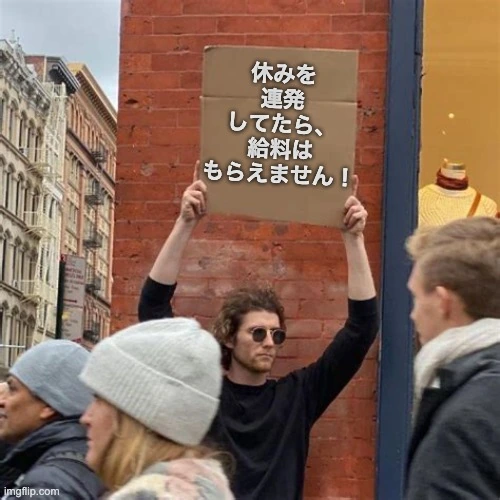 休みを
連発
してたら、
給料は
もらえません!
imgflip.com